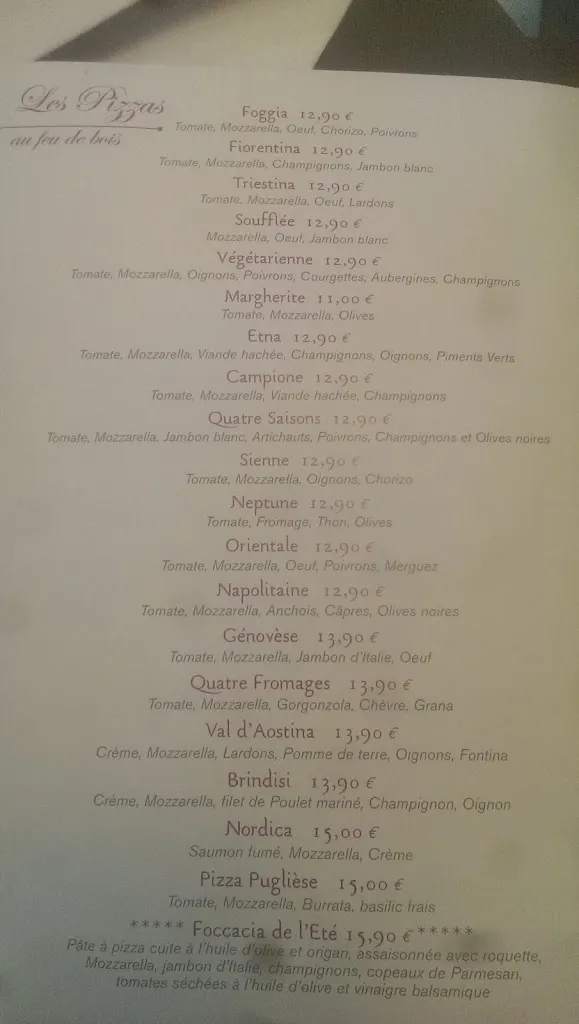 Les Pizzas
au feu de bois
Foggia 12,90 €
Tomate, Mozzarella, Oeuf, Chorizo, Poivrons
Fiorentina 12,90 €
Tomate, Mozzarella, Champignons, Jambon blanc
Triestina 12,90 €
Tomate, Mozzarella, Oeuf, Lardons
Soufflée 12,90 €
Mozzarella, Oeuf, Jambon blanc
Végétarienne 12,90 €
Tomate, Mozzarella, Oignons, Poivrons, Courgettes, Aubergines, Champignons
Margherite 11,00 €
Tomate, Mozzarella, Olives
Etna 12,90 €
Tomate, Mozzarella, Viande hachée, Champignons, Oignons, Piments Verts
Campione 12,90 €
Tomate, Mozzarella, Viande hachée, Champignons
Quatre Saisons 12,90 €
Tomate, Mozzarella, Jambon blanc, Artichauts, Poivrons, Champignons et Olives noires
Sienne 12,90 €
Tomate, Mozzarella, Oignons, Chorizo
Neptune 12,90 €
Tomate, Fromage, Thon, Olives
Orientale 12,90 €
Tomate, Mozzarella, Oeuf, Poivrons, Merguez
Napolitaine 12,90 €
Tomate, Mozzarella, Anchois, Câpres, Olives noires
Génovèse 13,90 €
Tomate, Mozzarella, Jambon d'Italie, Oeuf
Quatre Fromages 13,90 €
Tomate, Mozzarella, Gorgonzola, Chèvre, Grana
Val d'Aostina 13,90 €
Crème, Mozzarella, Lardons, Pomme de terre, Oignons, Fontina
Brindisi 13,90 €
Crème, Mozzarella, filet de Poulet mariné, Champignon, Oignon
Nordica 15,00 €
Saumon fumé, Mozzarella, Crème
Pizza Puglièse 15,00 €
Tomate, Mozzarella, Burrata, basilic frais
***** Foccacia de l'Eté 15,90 € *****
Pâte à pizza cuite à l'huile d'olive et origan, assaisonnée avec roquette,
Mozzarella, jambon d'Italie, champignons, copeaux de Parmesan,
tomates séchées à l'huile d'olive et vinaigre balsamique